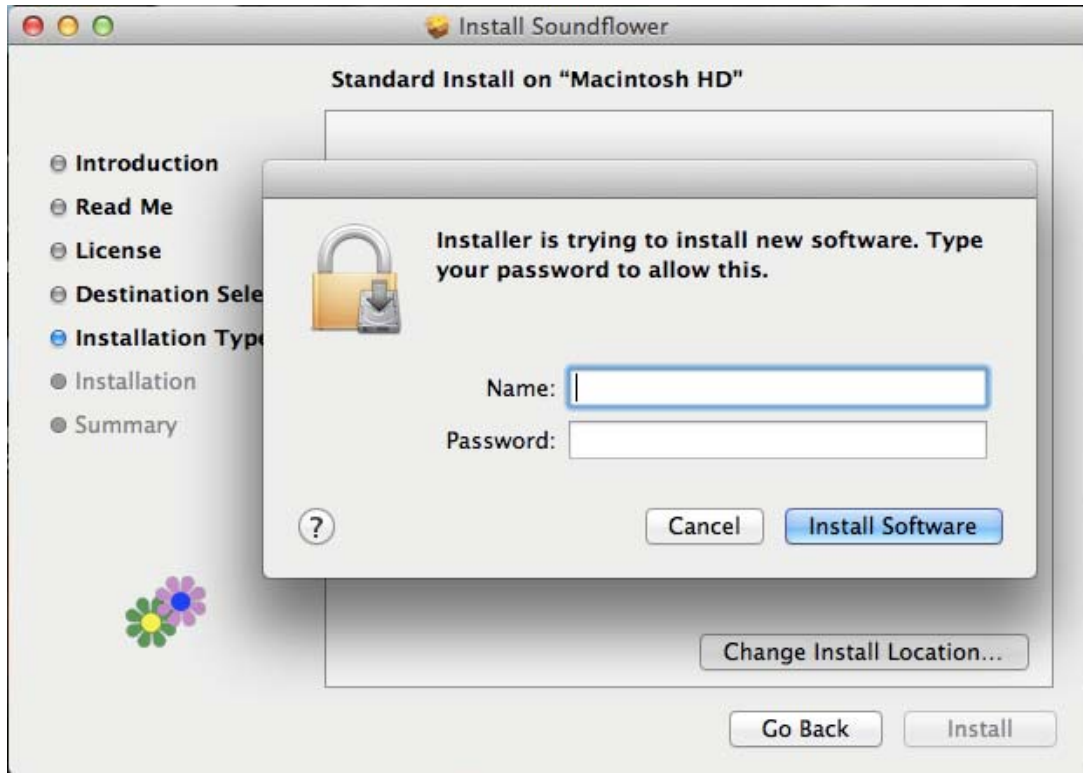 Install Soundflower
Standard Install on “Macintosh HD”
Introduction
Read Me
License
Destination Sele
Installation Type
Installation
Summary
Installer is trying to install new software. Type
your password to allow this.
Name:
Password:
?
Cancel
Install Software
Change Install Location...
Go Back
Install